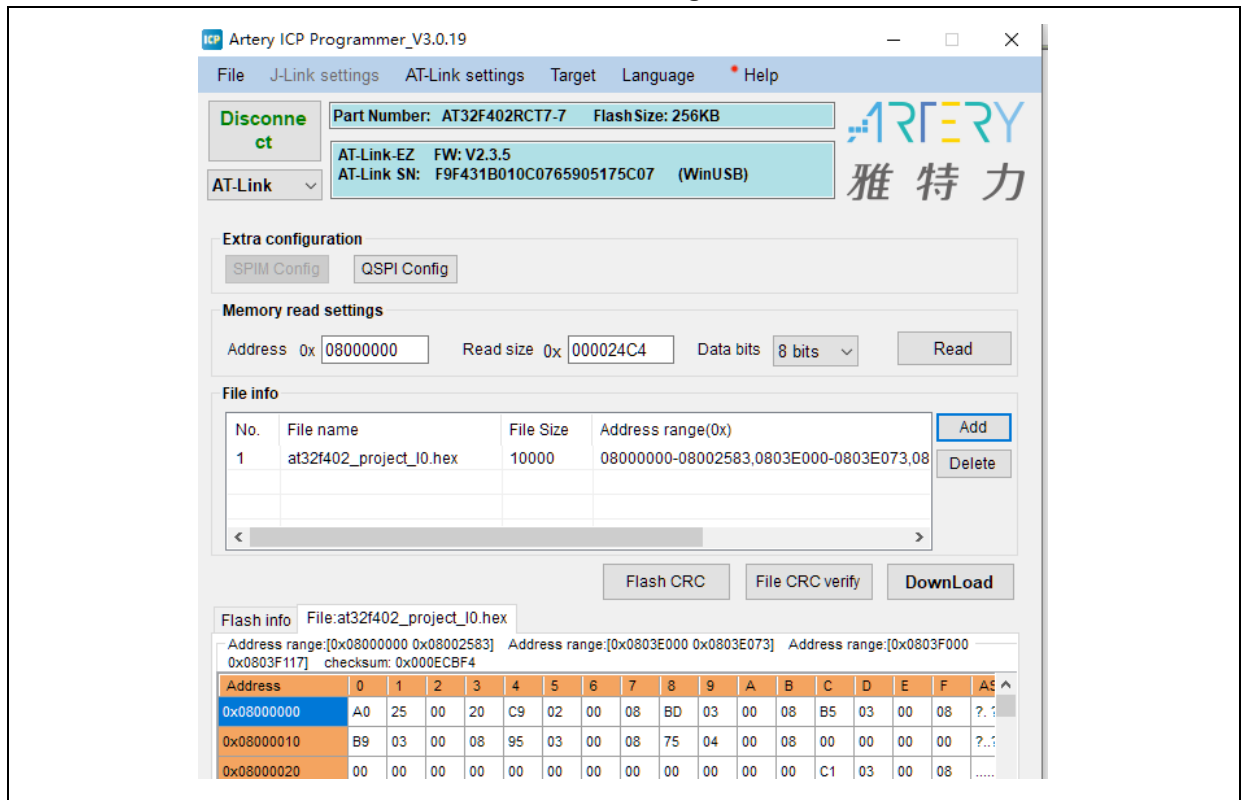 ICP Artery ICP Programmer_V3.0.19
File J-Link settings AT-Link settings Target Language Help
Disconne
ct
Part Number: AT32F402RCT7-7 FlashSize: 256KB
AT-Link-EZ FW: V2.3.5
AT-Link SN: F9F431B010C0765905175C07 (WinUSB)
AT-Link
ARTERY
雅特力
Extra configuration
SPIM Config QSPI Config
Memory read settings
Address 0x 08000000 Read size 0x 000024C4 Data bits 8 bits Read
File info
No. File name File Size Address range(0x)
1 at32f402_project_l0.hex 10000 08000000-08002583,0803E000-0803E073,08
Add
Delete
Flash CRC File CRC verify DownLoad
Flash info File:at32f402_project_l0.hex
Address range:[0x08000000 0x08002583] Address range:[0x0803E000 0x0803E073] Address range:[0x0803F000
0x0803F117] checksum: 0x000ECBF4
Address 0 1 2 3 4 5 6 7 8 9 A B C D E F
0x08000000 A0 25 00 20 C9 02 00 08 BD 03 00 08 B5 03 00 08 ?.
0x08000010 B9 03 00 08 95 03 00 08 75 04 00 08 00 00 00 00 ?..
0x08000020 00 00 00 00 00 00 00 00 00 00 00 00 C1 03 00 08 .....